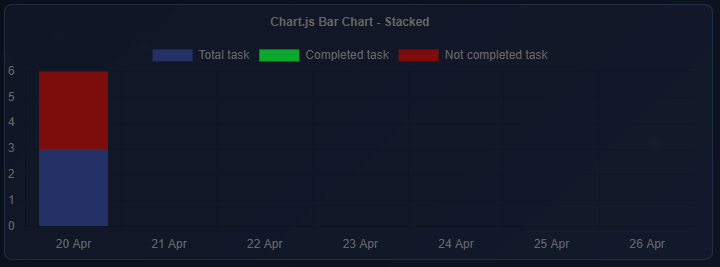 Chart.js Bar Chart - Stacked
Total task Completed task Not completed task
6
5
4
3
2
1
0
20 Apr 21 Apr 22 Apr 23 Apr 24 Apr 25 Apr 26 Apr